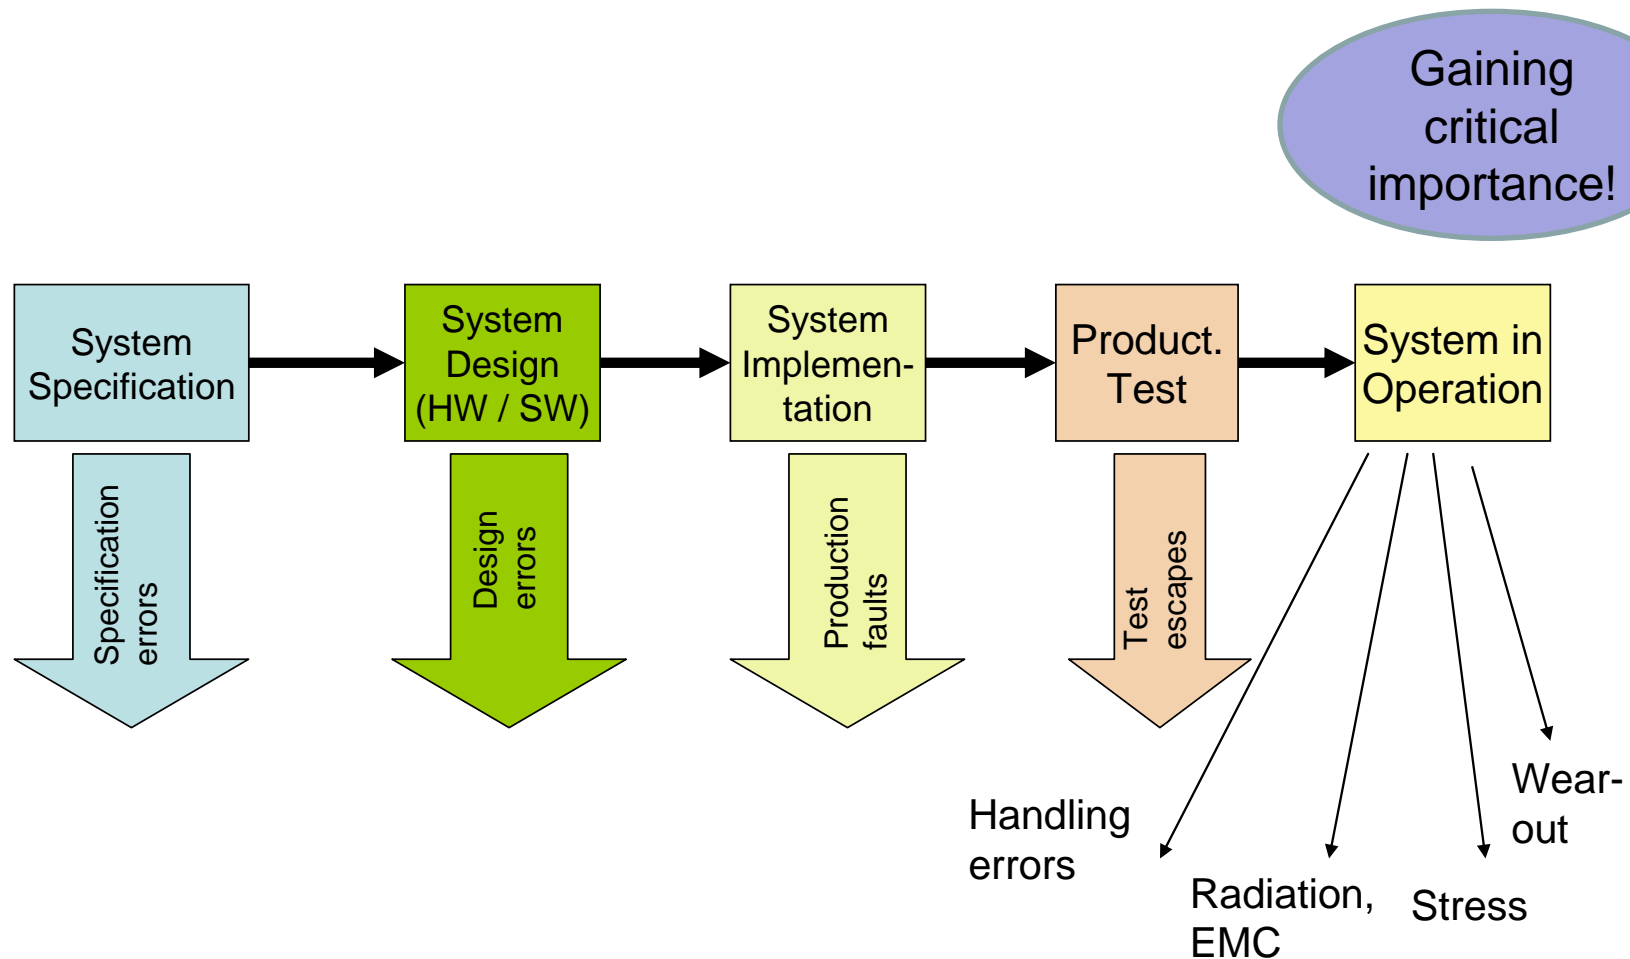 Gaining
critical
importance!
System
Specification
System
Design
(HW / SW)
System
Implemen-
tation
Product.
Test
System in
Operation
Specification
errors
Design
errors
Production
faults
Test
escapes
Handling
errors
Radiation,
EMC
Stress
Wear-
out